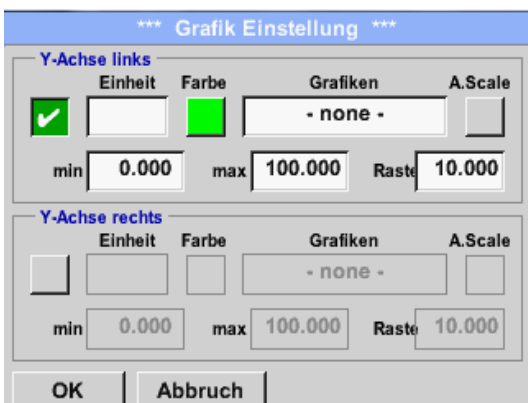 *** Grafik Einstellung ***
Y-Achse links
Einheit Farbe Grafiken A.Scale
- none -
min 0.000 max 100.000 Raste 10.000
Y-Achse rechts
Einheit Farbe Grafiken A.Scale
- none -
min 0.000 max 100.000 Raste 10.000
OK Abbruch